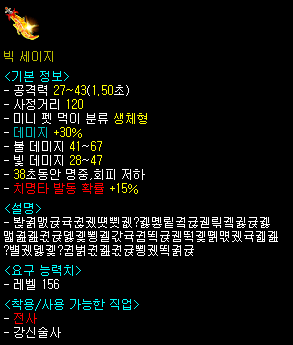 빅 세이지
<기본 정보>
- 공격력 27~43(1.50초)
- 사정거리 120
- 미니 펫 먹이 분류 생체형
- 데미지 +30%
- 불 데미지 41~67
- 빛 데미지 28~47
- 38초동안 명중,회피 저하
- 치명타 발동 확률 +15%
<설명>
<요구 능력치>
- 레벨 156
<착용/사용 가능한 직업>
- 전사
- 강신술사